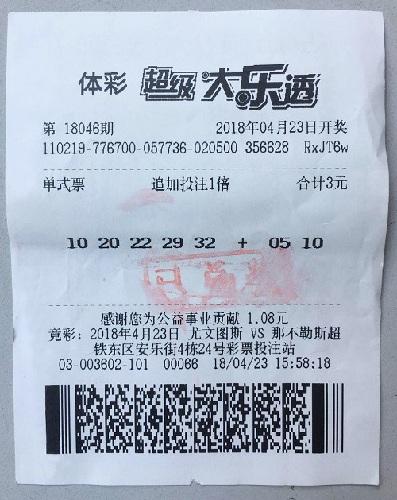 体彩 超级大乐透
第 18046期 2018年04月23日开奖
110219-776700-057736-020500 356628 RxJT6w
单式票 追加投注1倍 合计3元
10 20 22 29 32 + 05 10
感谢您为公益事业贡献 1.08元
竞彩: 2018年4月23日 尤文图斯 VS 那不勒斯超
铁东区安乐街4栋24号彩票投注站
03-003602-101 00066 18/04/23 15:58:18